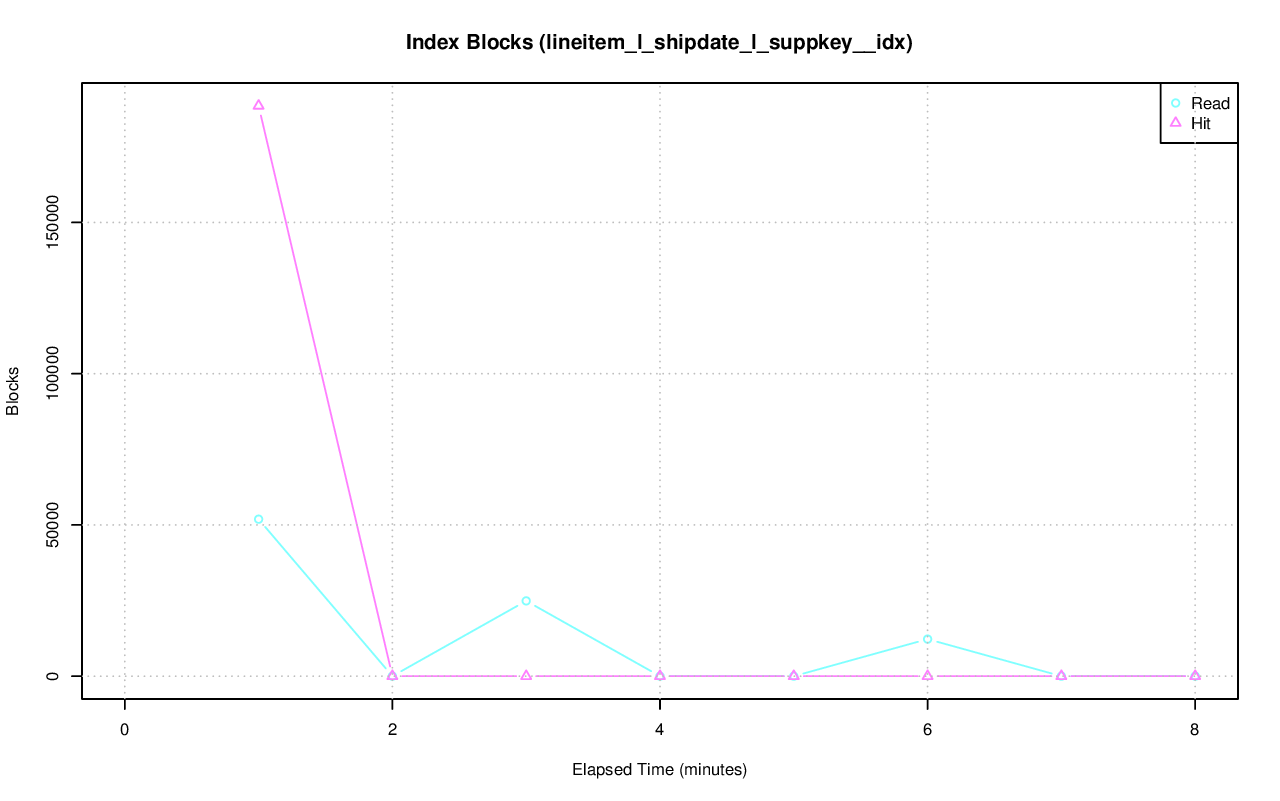 Index Blocks (lineitem_l_shipdate_l_suppkey__idx)
Read
Hit
Blocks
150000
100000
50000
0
0 2 4 6 8
Elapsed Time (minutes)